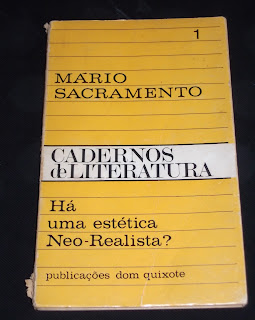 1
MÁRIO
SACRAMENTO
CADERNOS
de LITERATURA
Há
uma estética
Neo-Realista?
publicações dom quixote